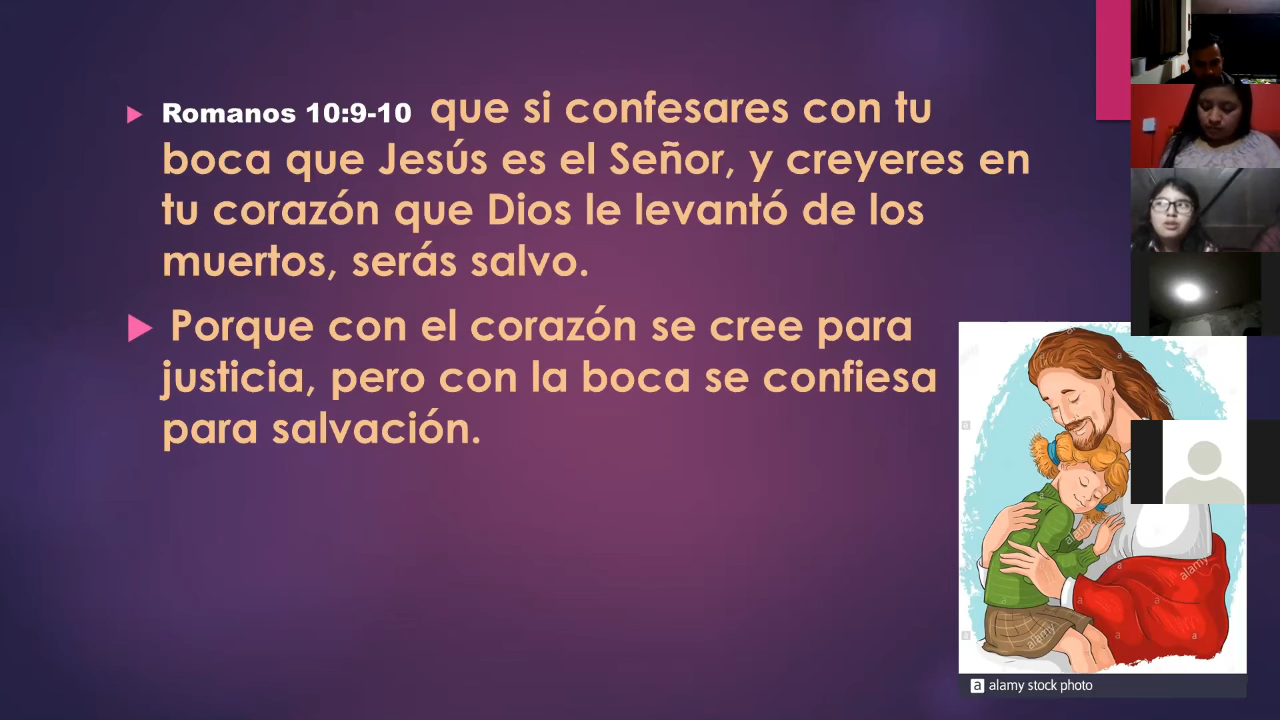 Romanos 10:9-10 que si confesares con tu
boca que Jesús es el Señor, y creyeres en
tu corazón que Dios le levantó de los
muertos, serás salvo.
Porque con el corazón se cree para
justicia, pero con la boca se confiesa
para salvación.
alamy
alamy
a alamy stock photo